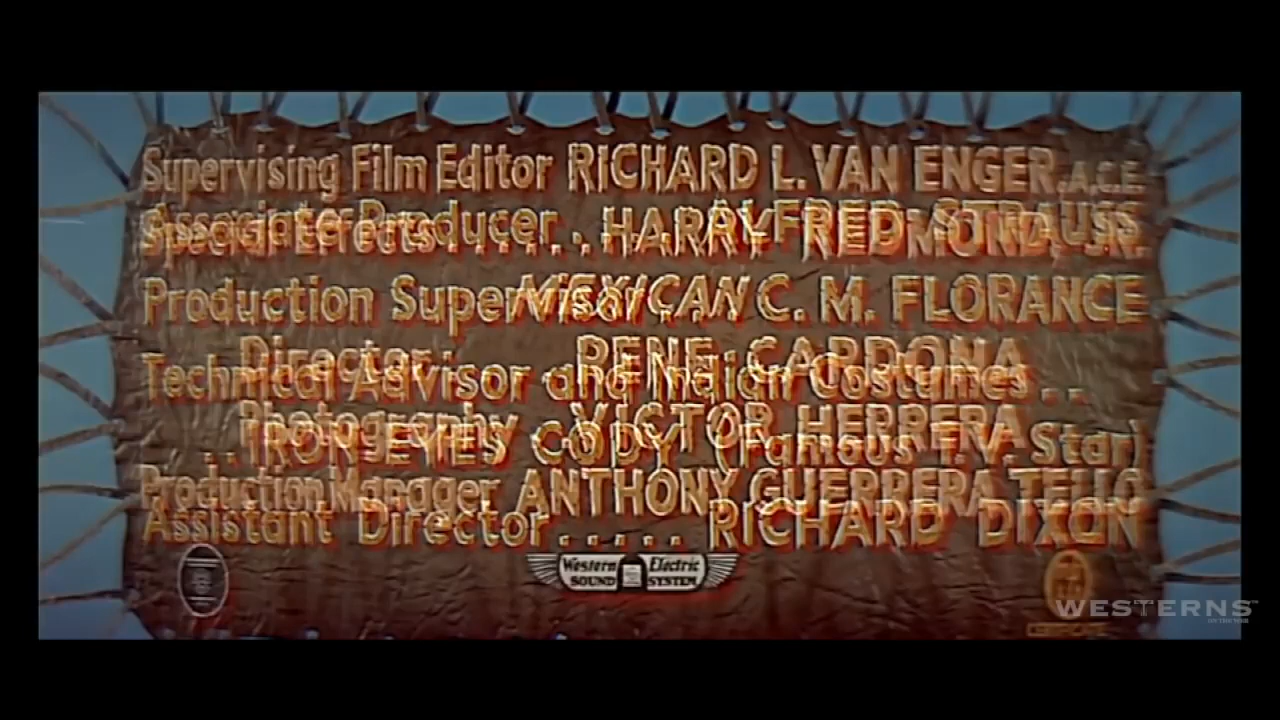 Supervising Film Editor RICHARD L. VAN ENGER, A.C.E.
Associate Producer . . ALFRED STRAUSS
Special Effects . . . . . . . HARRY REDMOND, JR.
Production Supervisor . . . . C. M. FLORANCE
MEXICAN
Director RENE CARDONA
Technical Advisor and Indian Costumes . .
Photography VICTOR HERRERA
. . IRON EYES CODY (Famous T.V. Star)
Production Manager ANTHONY GUERRERA TELLO
Assistant Director . . . . . RICHARD DIXON
Western Electric
SOUND SYSTEM
WESTERNS